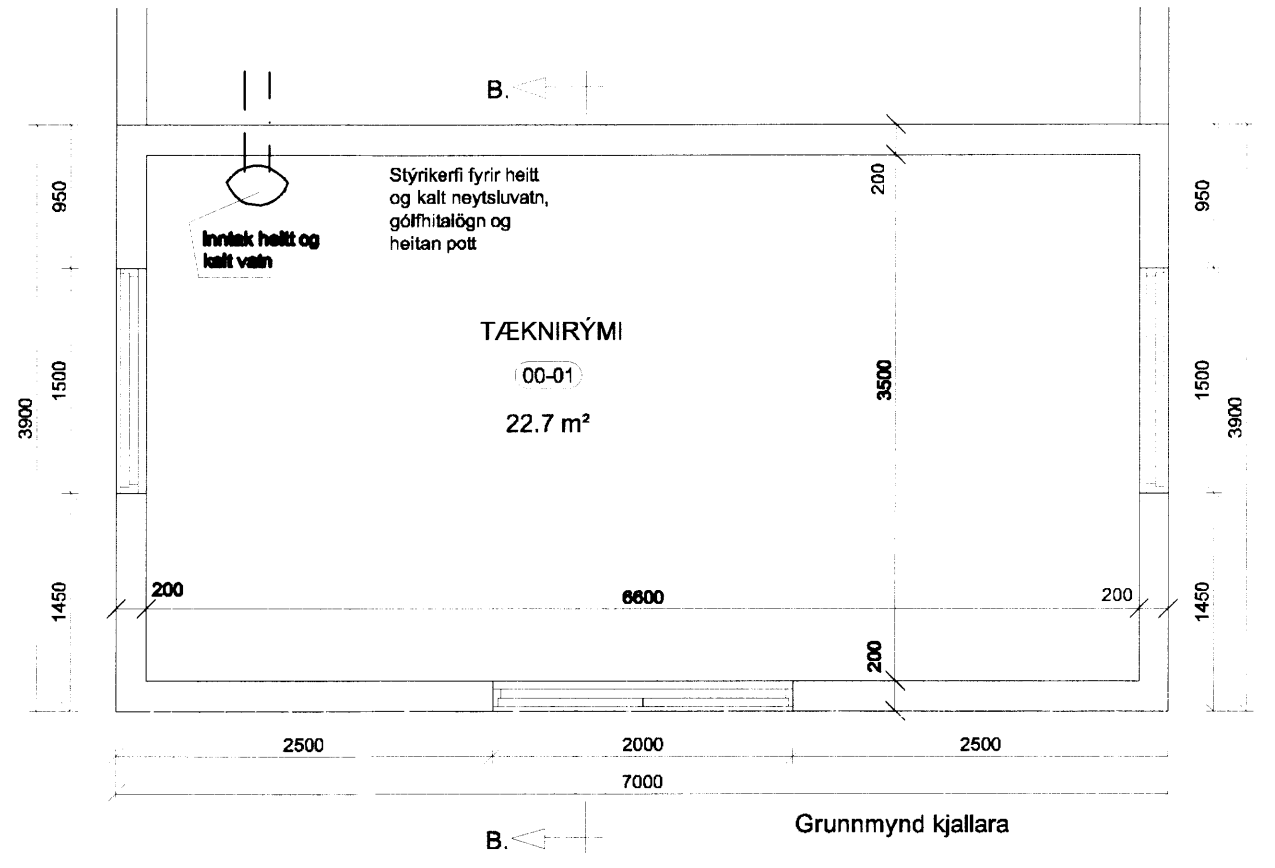 B.
950
200
950
Stýrikerfi fyrir heitt
og kalt neytsluvatn,
gólfhitalögn og
heitan pott
Inntak heitt og
kalt vatn
TÆKNIRÝMI
00-01
22.7 m²
3900
1500
3500
1500
3900
1450
200
6600
200
1450
200
2500
2000
2500
7000
B.
Grunnmynd kjallara